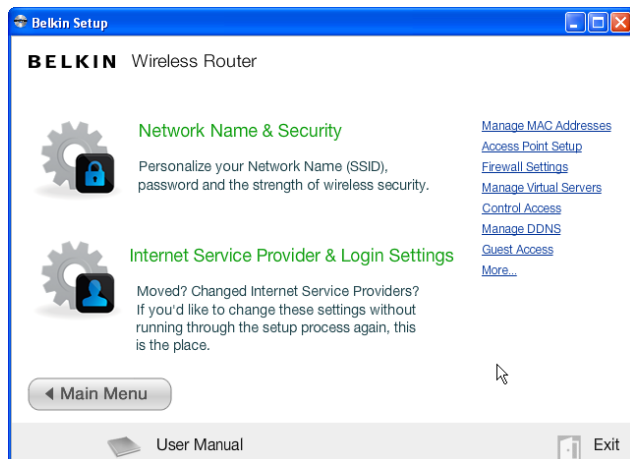 Belkin Setup
BELKIN Wireless Router
Network Name & Security
Personalize your Network Name (SSID),
password and the strength of wireless security.
Internet Service Provider & Login Settings
Moved? Changed Internet Service Providers?
If you'd like to change these settings without
running through the setup process again, this
is the place.
Manage MAC Addresses
Access Point Setup
Firewall Settings
Manage Virtual Servers
Control Access
Manage DDNS
Guest Access
More...
Main Menu
User Manual
Exit